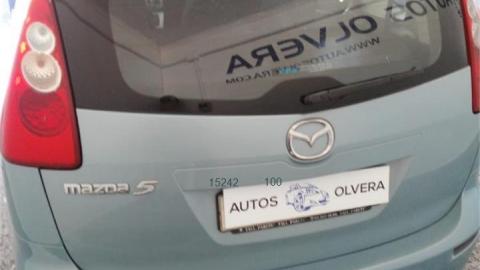 AUTOS
OLVERA
WWW.AUTOSOLVERA.COM
mazda 5
15242 100
AUTOS OLVERA